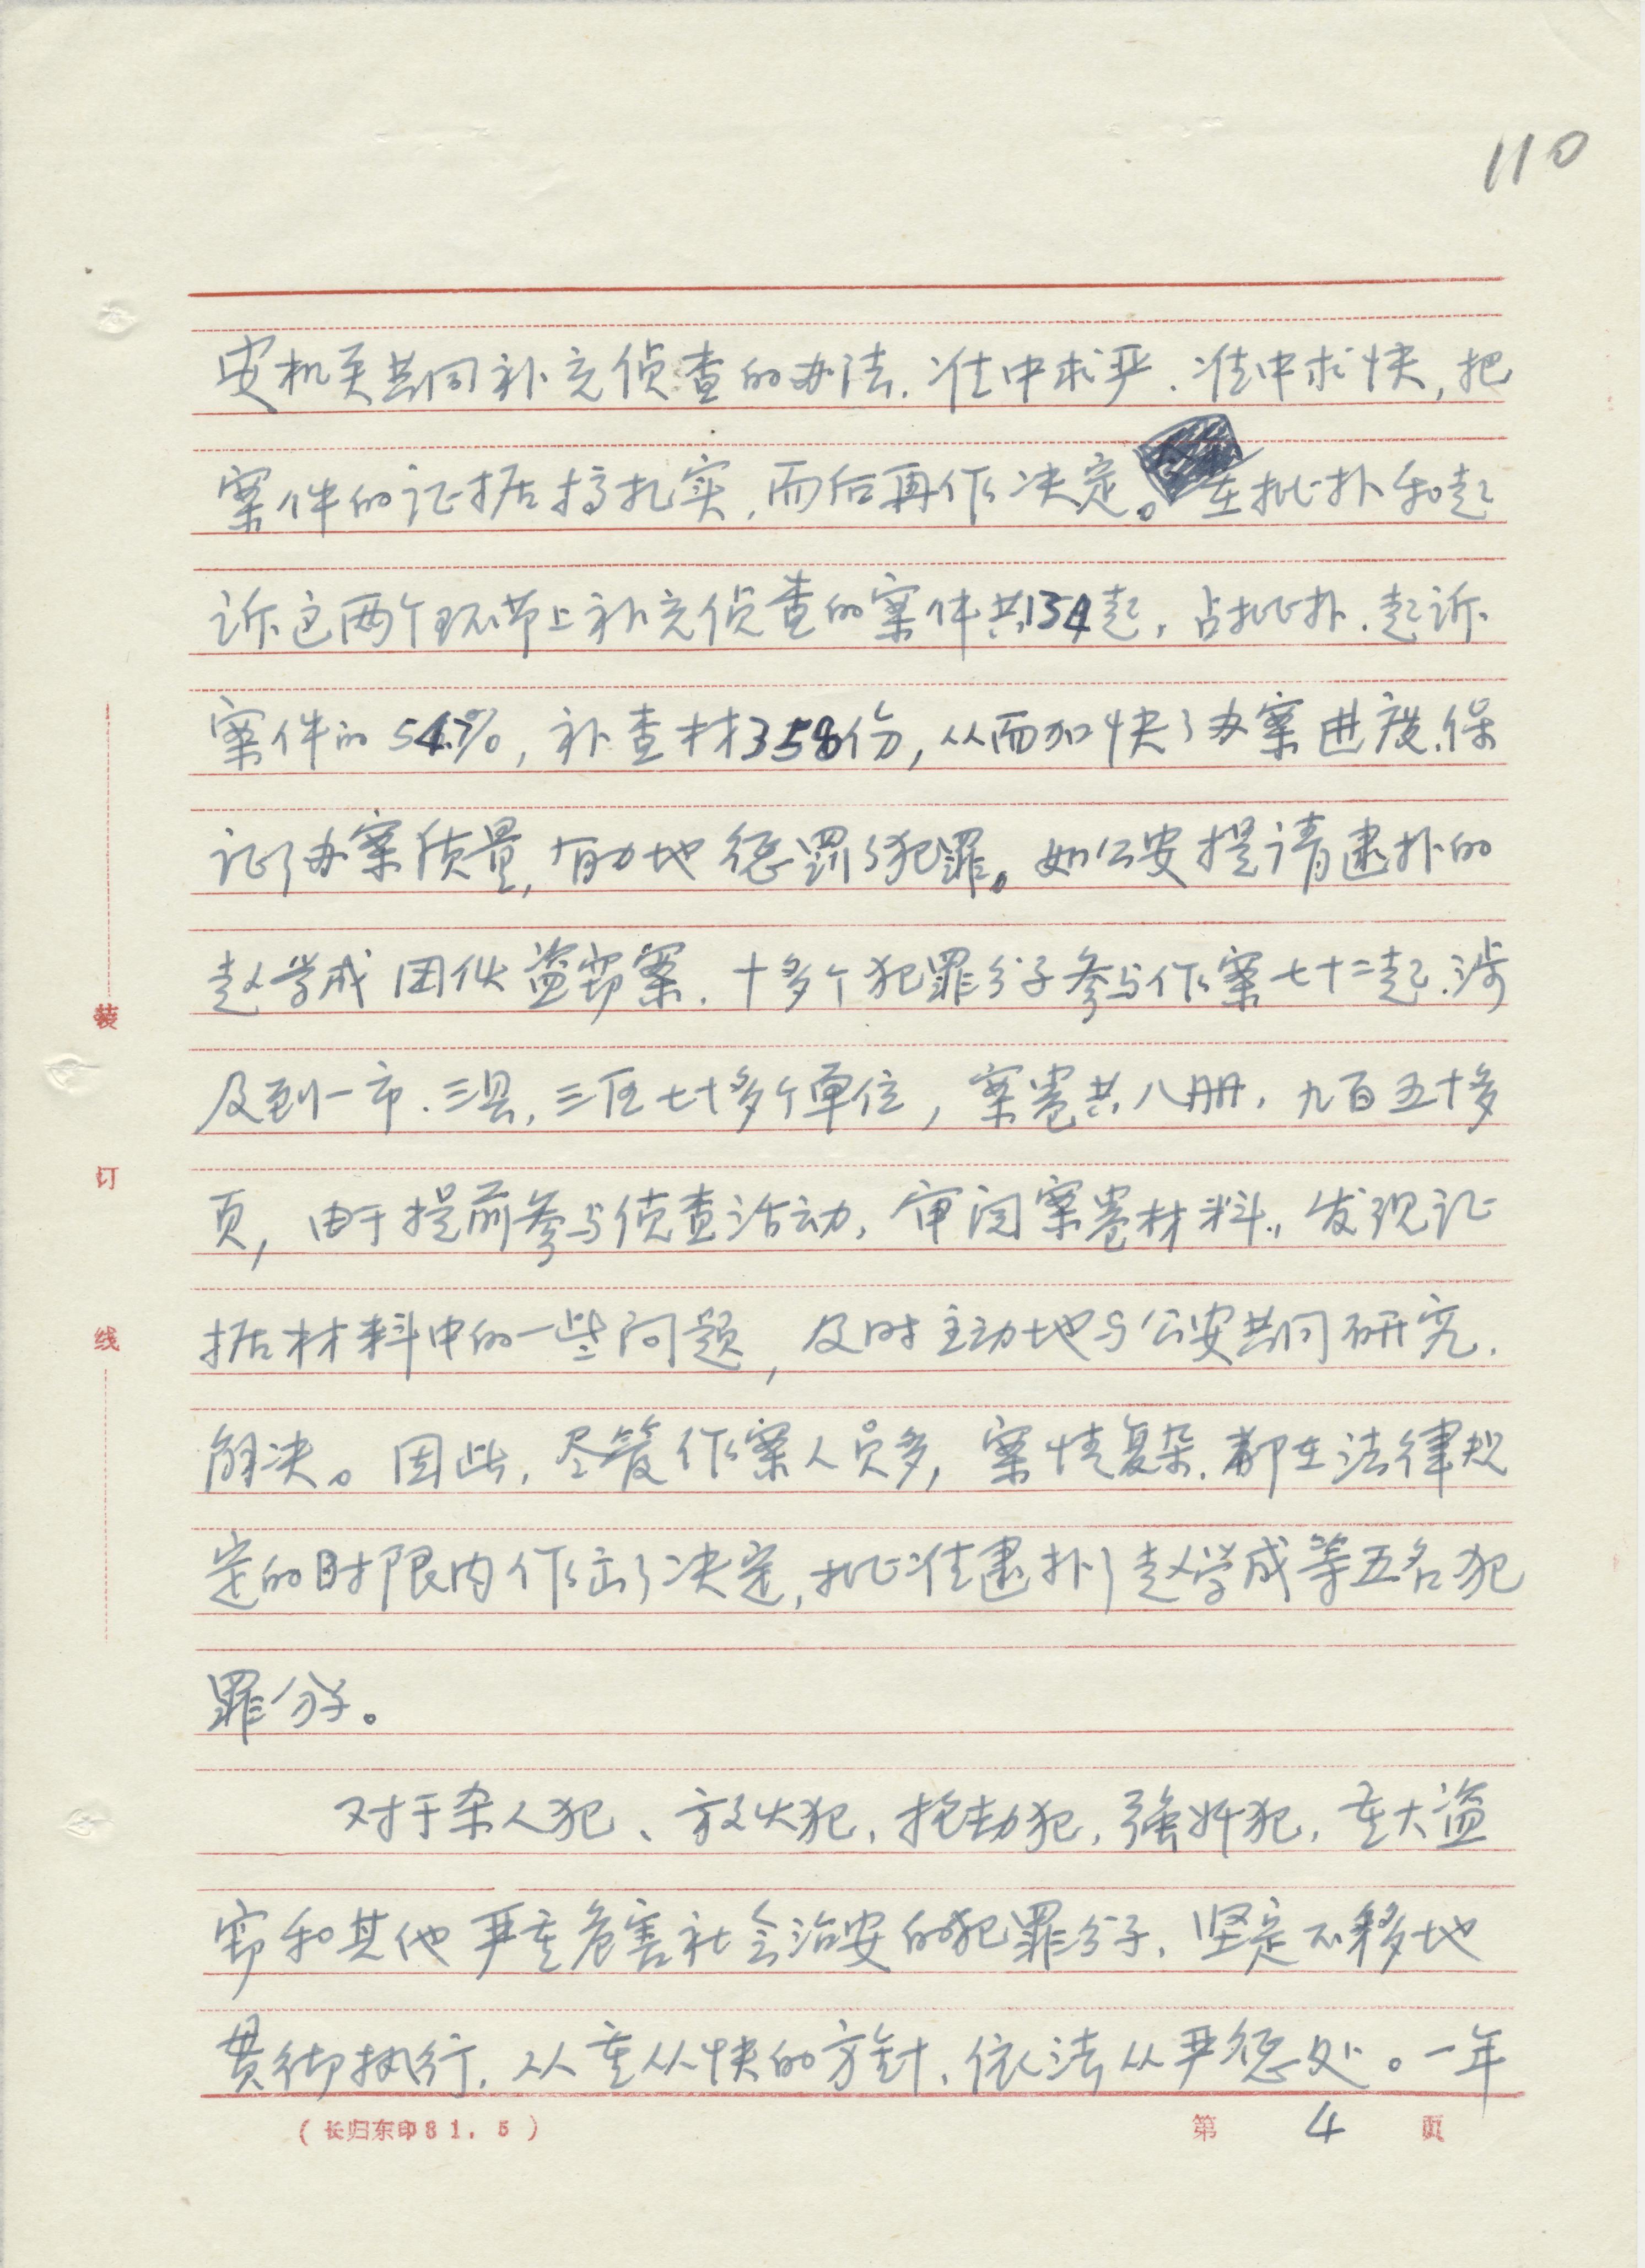 110
安机关共同补充侦查的办法.准中求严.准中求快,把
案件的证据搞扎实,而后再作决定。在批扑和起
诉这两个环节上补充侦查的案件共134起,占批扑.起诉
案件的54.7%,补查材358份,从而加快了办案进度.保
证了办案质量,有力地惩罚了犯罪。如公安提请逮扑的
赵学成团伙盗窃案.十多个犯罪分子参与作案七十二起.涉
及到一市.三县,三区七十多个单位,案卷共八册,九百五十多
页,由于提前参与侦查活动,审阅案卷材料,发现证
据材料中的一些问题,及时主动地与公安共同研究.
解决。因此,尽管作案人员多,案情复杂.都在法律规
定的时限内作出了决定,批准逮扑了赵学成等五名犯
罪分子。
对于杀人犯、放火犯,抢劫犯,强奸犯,重大盗
窃和其他严重危害社会治安的犯罪分子,坚定不移地
贯彻执行.从重从快的方针,依法从严惩处。一年
装
订
线
(长归东印81.5)
第 4 页